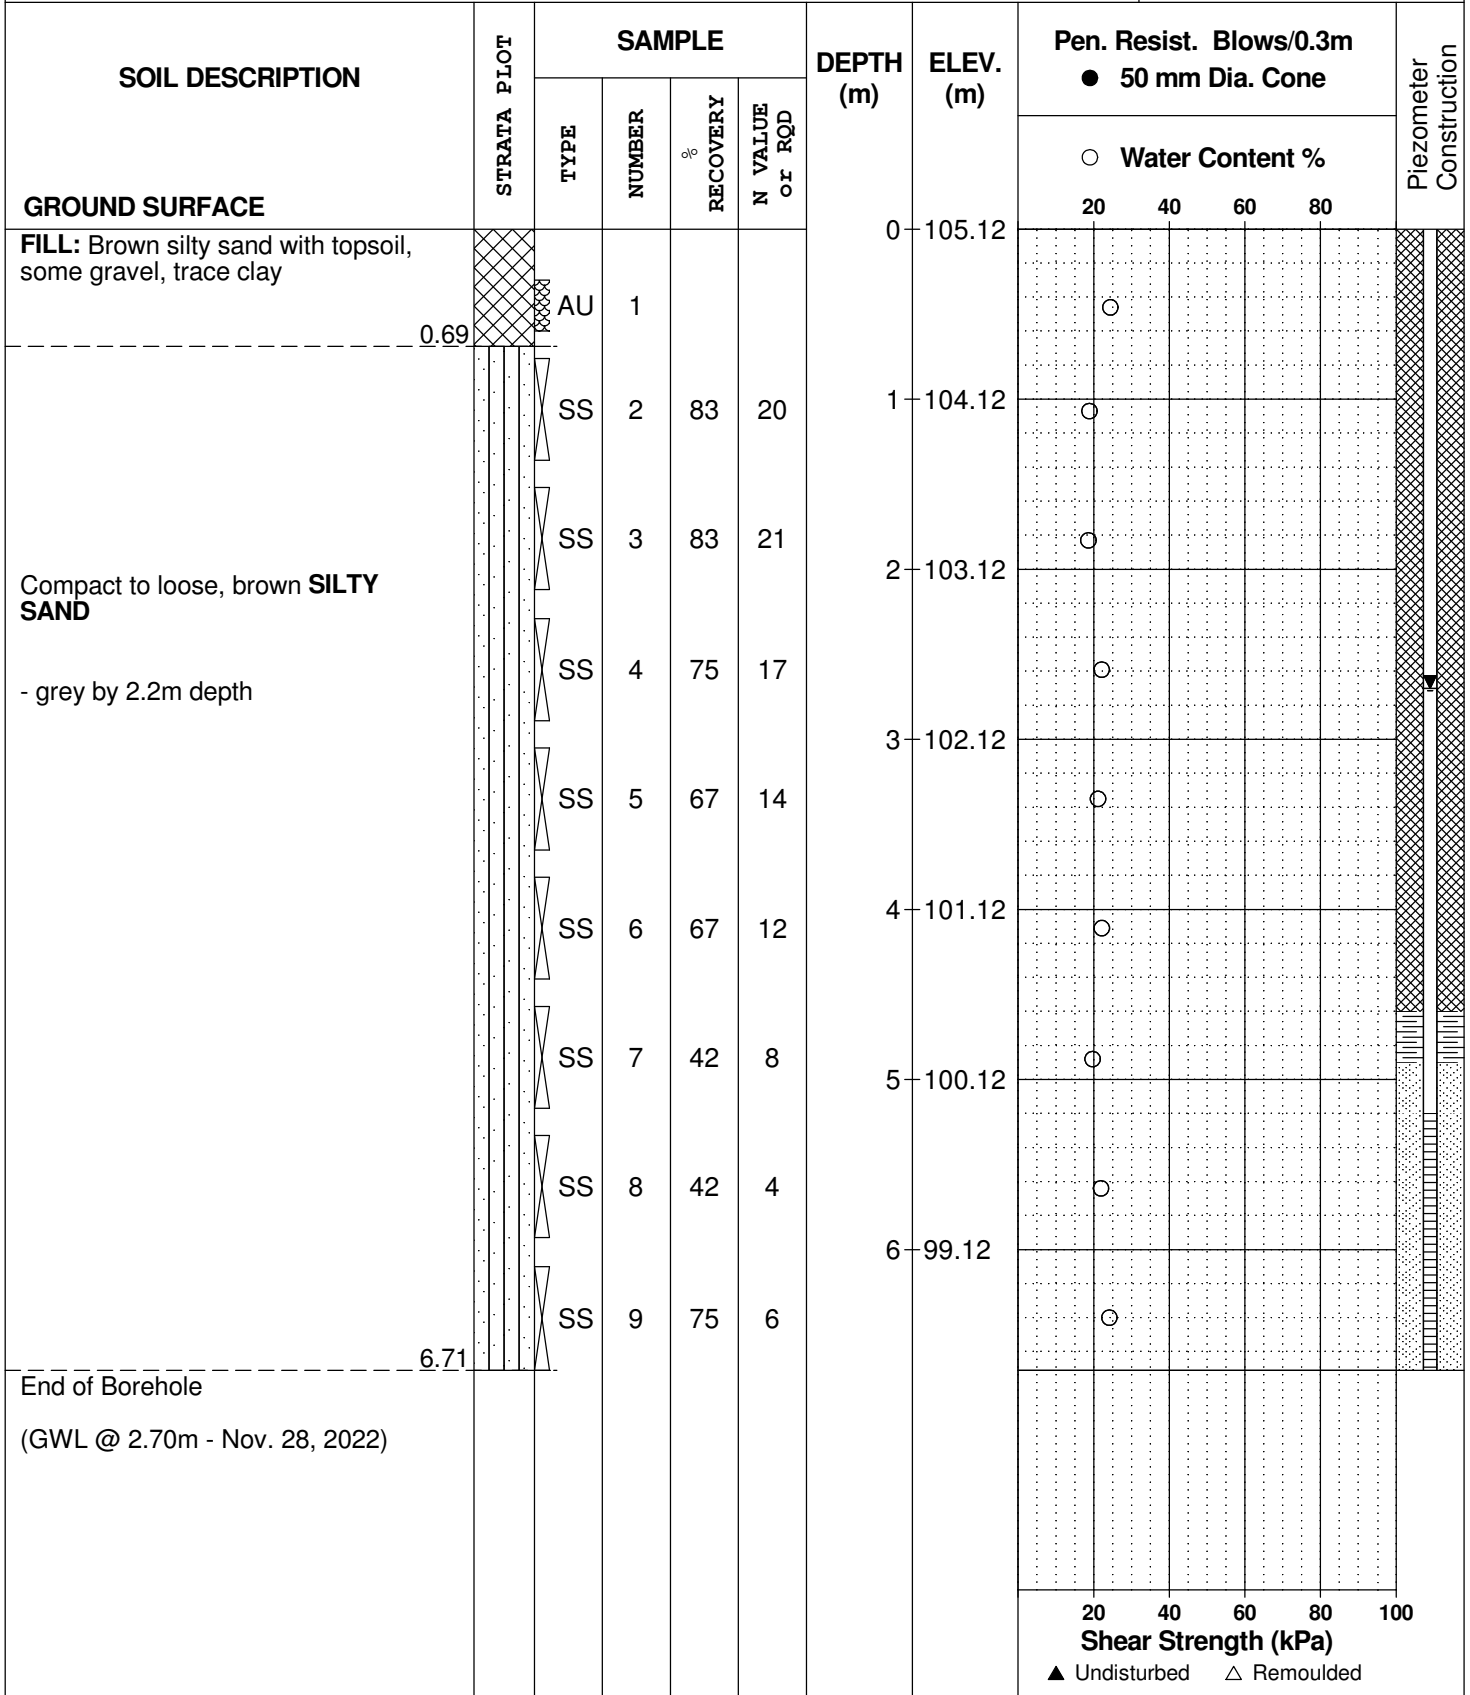 SOIL DESCRIPTION
GROUND SURFACE
STRATA PLOT
SAMPLE
TYPE
NUMBER
% RECOVERY
N VALUE or RQD
DEPTH (m)
ELEV. (m)
Pen. Resist. Blows/0.3m
● 50 mm Dia. Cone
○ Water Content %
20 40 60 80
Piezometer Construction
0 105.12
FILL: Brown silty sand with topsoil,
some gravel, trace clay
AU 1
0.69
SS 2 83 20
1 104.12
SS 3 83 21
2 103.12
Compact to loose, brown SILTY
SAND
SS 4 75 17
- grey by 2.2m depth
3 102.12
SS 5 67 14
4 101.12
SS 6 67 12
SS 7 42 8
5 100.12
SS 8 42 4
6 99.12
SS 9 75 6
6.71
End of Borehole
(GWL @ 2.70m - Nov. 28, 2022)
20 40 60 80 100
Shear Strength (kPa)
▲ Undisturbed △ Remoulded